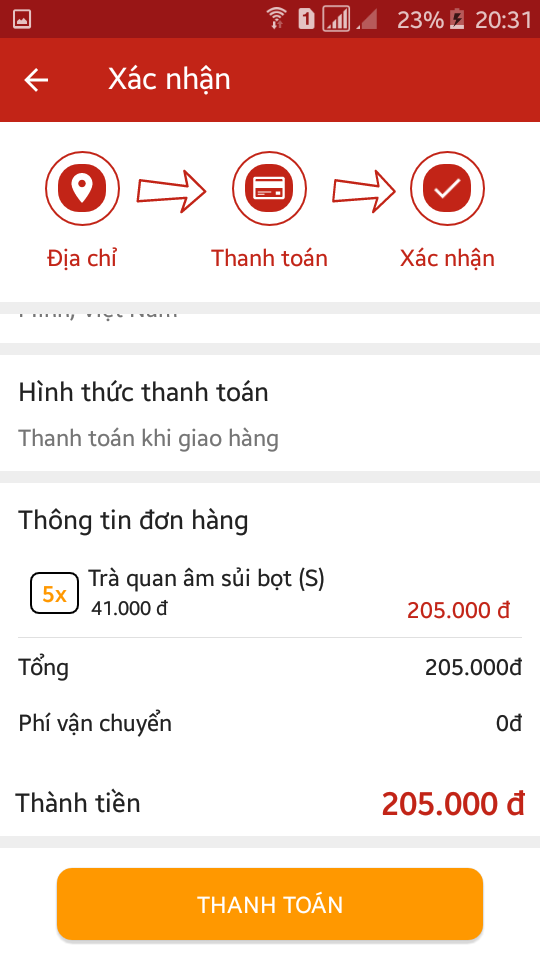 1 23% 20:31
Xác nhận
Địa chỉ Thanh toán Xác nhận
Hình thức thanh toán
Thanh toán khi giao hàng
Thông tin đơn hàng
5x Trà quan âm sủi bọt (S)
41.000 đ 205.000 đ
Tổng 205.000đ
Phí vận chuyển 0đ
Thành tiền 205.000 đ
THANH TOÁN